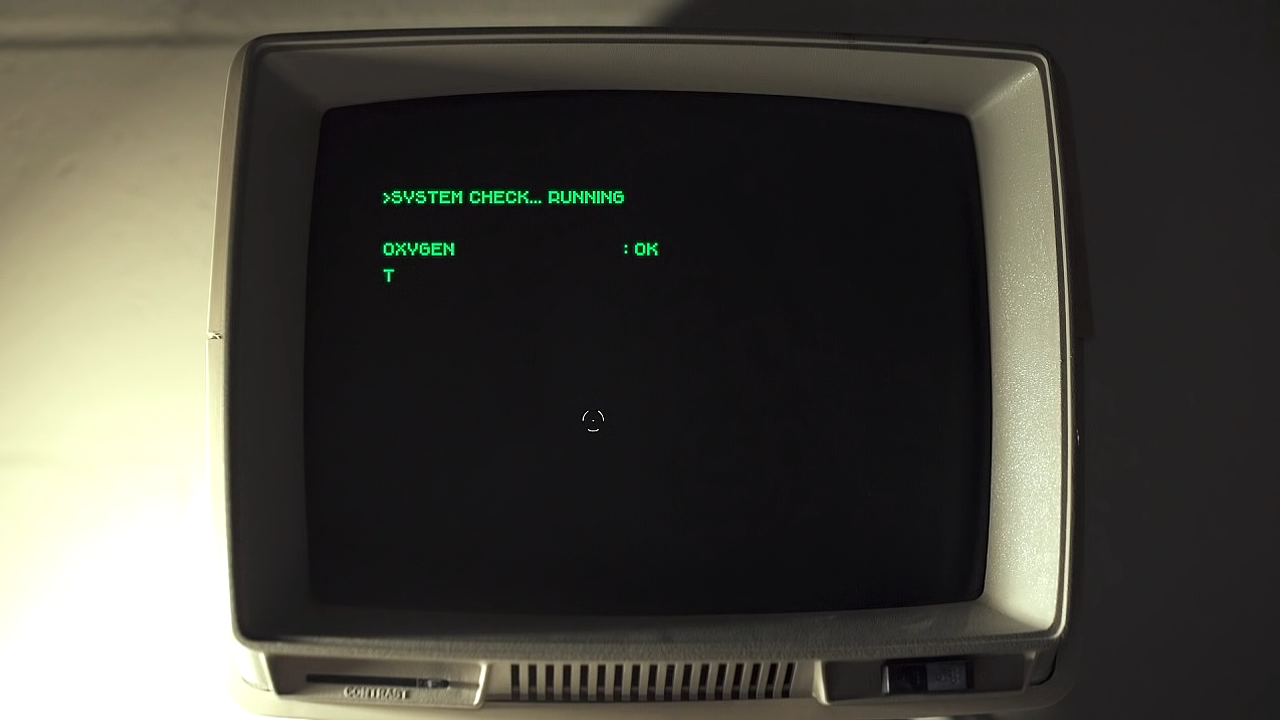 >SYSTEM CHECK... RUNNING
OXYGEN : OK
T
CONTRAST